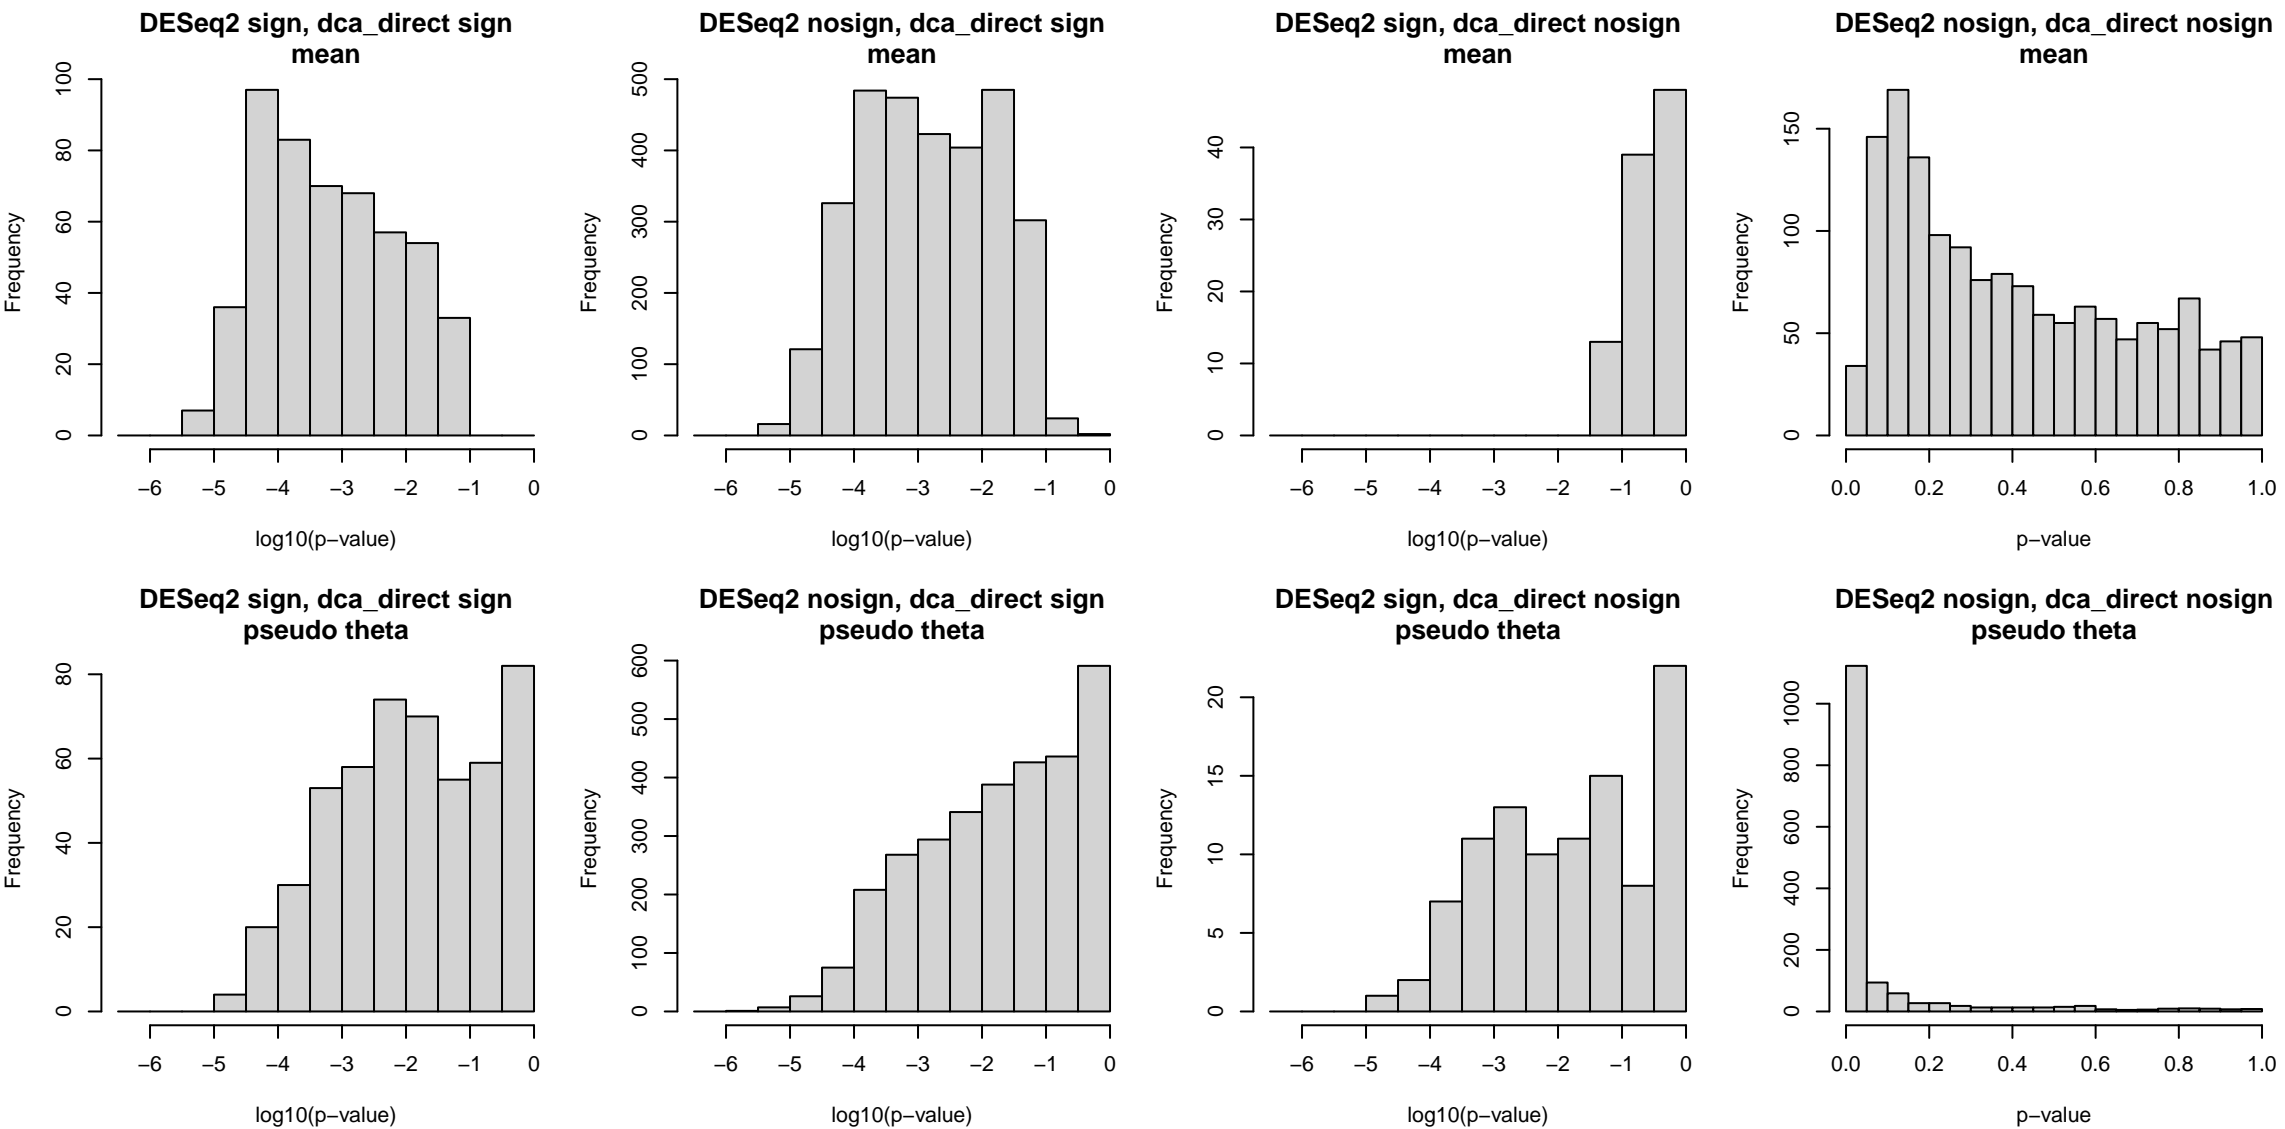 DESeq2 sign, dca_direct sign
mean
Frequency
0 20 40 60 80 100
−6 −5 −4 −3 −2 −1 0
log10(p−value)
DESeq2 nosign, dca_direct sign
mean
Frequency
0 100 200 300 400 500
−6 −5 −4 −3 −2 −1 0
log10(p−value)
DESeq2 sign, dca_direct nosign
mean
Frequency
0 10 20 30 40
−6 −5 −4 −3 −2 −1 0
log10(p−value)
DESeq2 nosign, dca_direct nosign
mean
Frequency
0 50 100 150
0.0 0.2 0.4 0.6 0.8 1.0
p−value
DESeq2 sign, dca_direct sign
pseudo theta
Frequency
0 20 40 60 80
−6 −5 −4 −3 −2 −1 0
log10(p−value)
DESeq2 nosign, dca_direct sign
pseudo theta
Frequency
0 100 200 300 400 500 600
−6 −5 −4 −3 −2 −1 0
log10(p−value)
DESeq2 sign, dca_direct nosign
pseudo theta
Frequency
0 5 10 15 20
−6 −5 −4 −3 −2 −1 0
log10(p−value)
DESeq2 nosign, dca_direct nosign
pseudo theta
Frequency
0 200 400 600 800 1000
0.0 0.2 0.4 0.6 0.8 1.0
p−value